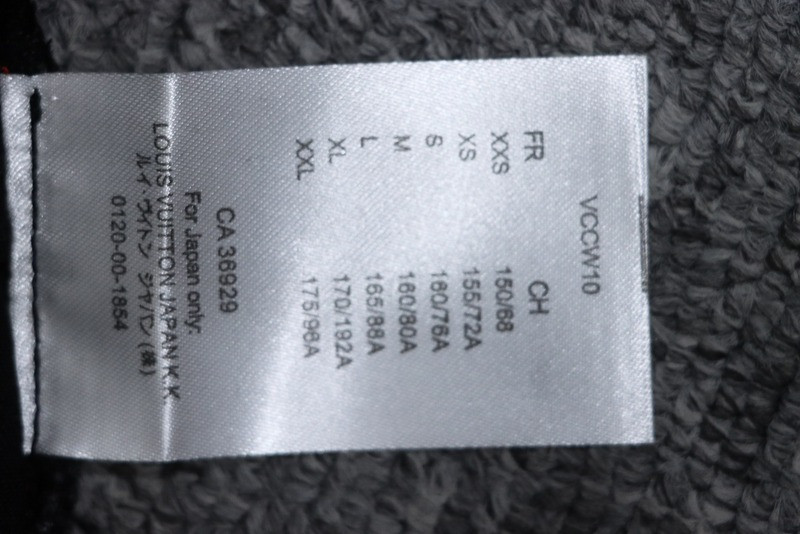 VCCW10
FR CH
XXS 150/68
XS 155/72A
S 160/76A
M 160/80A
L 165/88A
XL 170/192A
XXL 175/96A
CA 36929
For Japan only:
LOUIS VUITTON JAPAN K.K.
ルイ・ヴィトン ジャパン(株)
0120-00-1854